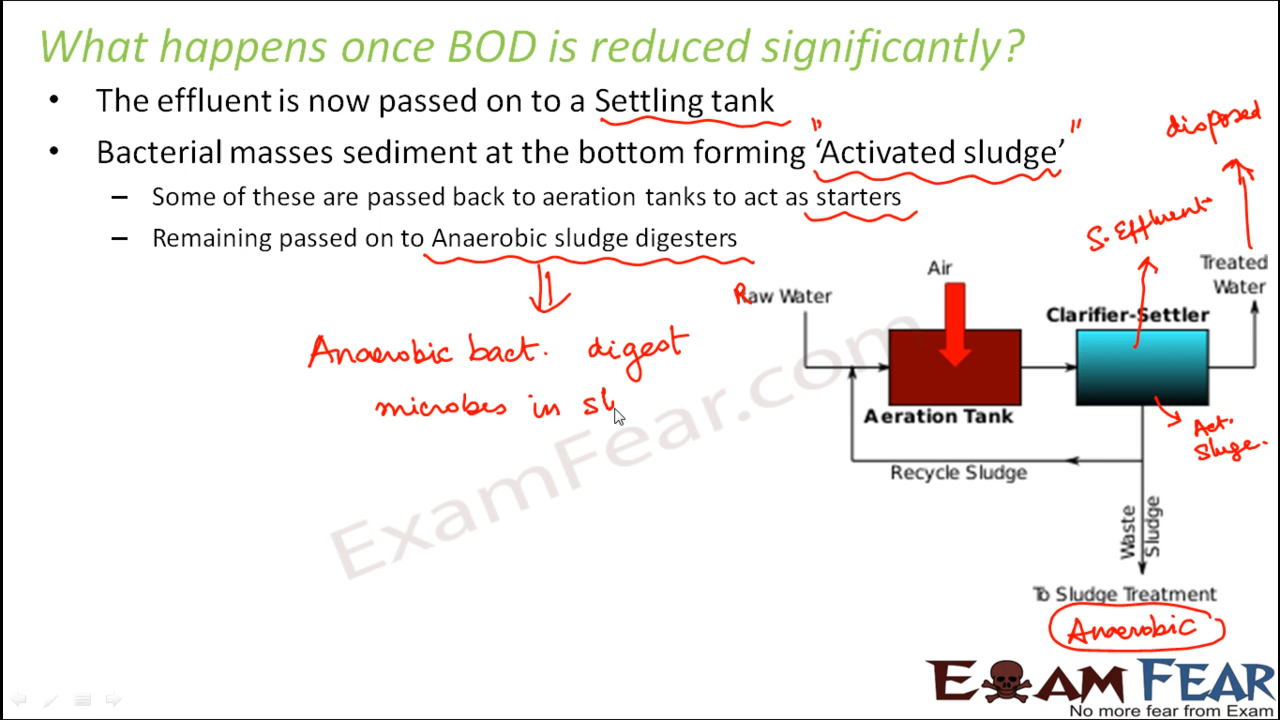 What happens once BOD is reduced significantly?
• The effluent is now passed on to a Settling tank
• Bacterial masses sediment at the bottom forming ‘Activated sludge’
– Some of these are passed back to aeration tanks to act as starters
– Remaining passed on to Anaerobic sludge digesters
Anaerobic bact. digest
microbes in sl
disposed
S. Effluent
Air
Treated
Water
Raw Water
Clarifier-Settler
Aeration Tank
Act.
Sluge.
Recycle Sludge
Waste
Sludge
To Sludge Treatment
Anaerobic
ExamFear.com
EXAM FEAR
No more fear from Exam